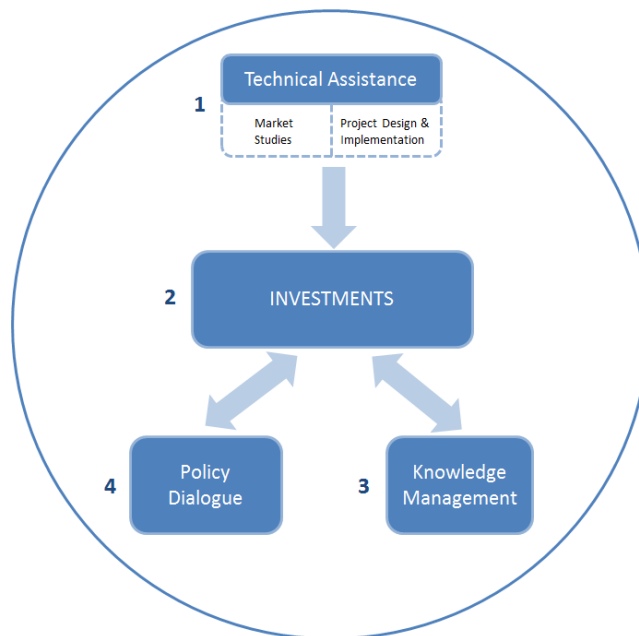 Technical Assistance
1
Market
Studies
Project Design &
Implementation
2
INVESTMENTS
4
Policy
Dialogue
3
Knowledge
Management